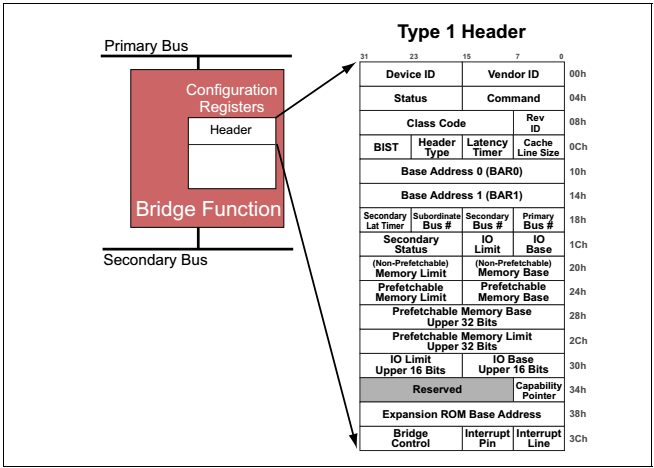 Type 1 Header
Primary Bus
Configuration
Registers
Header
Bridge Function
Secondary Bus
31 23 15 7 0
Device ID Vendor ID 00h
Status Command 04h
Class Code Rev ID 08h
BIST Header Type Latency Timer Cache Line Size 0Ch
Base Address 0 (BAR0) 10h
Base Address 1 (BAR1) 14h
Secondary Lat Timer Subordinate Bus # Secondary Bus # Primary Bus # 18h
Secondary Status IO Limit IO Base 1Ch
(Non-Prefetchable) Memory Limit (Non-Prefetchable) Memory Base 20h
Prefetchable Memory Limit Prefetchable Memory Base 24h
Prefetchable Memory Base Upper 32 Bits 28h
Prefetchable Memory Limit Upper 32 Bits 2Ch
IO Limit Upper 16 Bits IO Base Upper 16 Bits 30h
Reserved Capability Pointer 34h
Expansion ROM Base Address 38h
Bridge Control Interrupt Pin Interrupt Line 3Ch